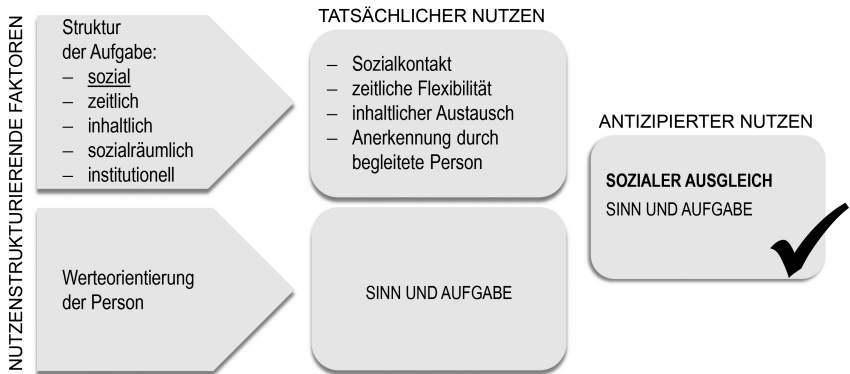 NUTZENSTRUKTURIERENDE FAKTOREN
Struktur
der Aufgabe:
– sozial
– zeitlich
– inhaltlich
– sozialräumlich
– institutionell
Werteorientierung
der Person
TATSÄCHLICHER NUTZEN
– Sozialkontakt
– zeitliche Flexibilität
– inhaltlicher Austausch
– Anerkennung durch
begleitete Person
SINN UND AUFGABE
ANTIZIPIERTER NUTZEN
SOZIALER AUSGLEICH
SINN UND AUFGABE